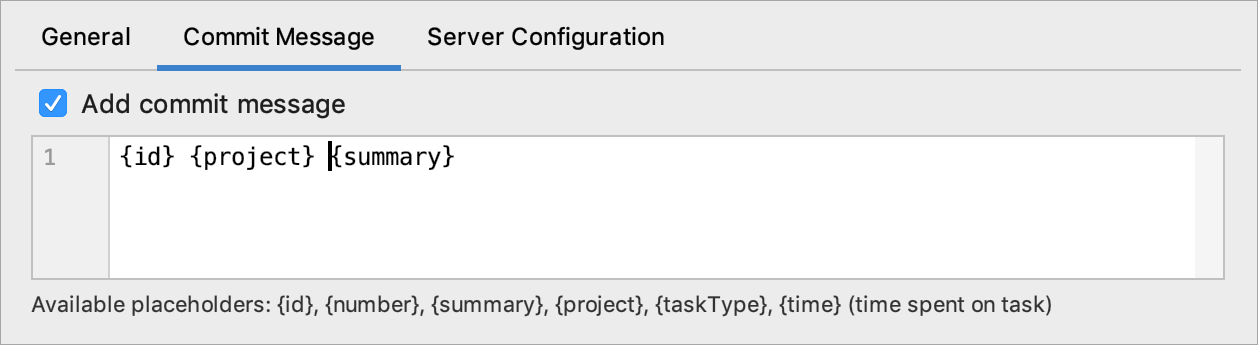 General Commit Message Server Configuration
Add commit message
1 {id} {project} {summary}
Available placeholders: {id}, {number}, {summary}, {project}, {taskType}, {time} (time spent on task)